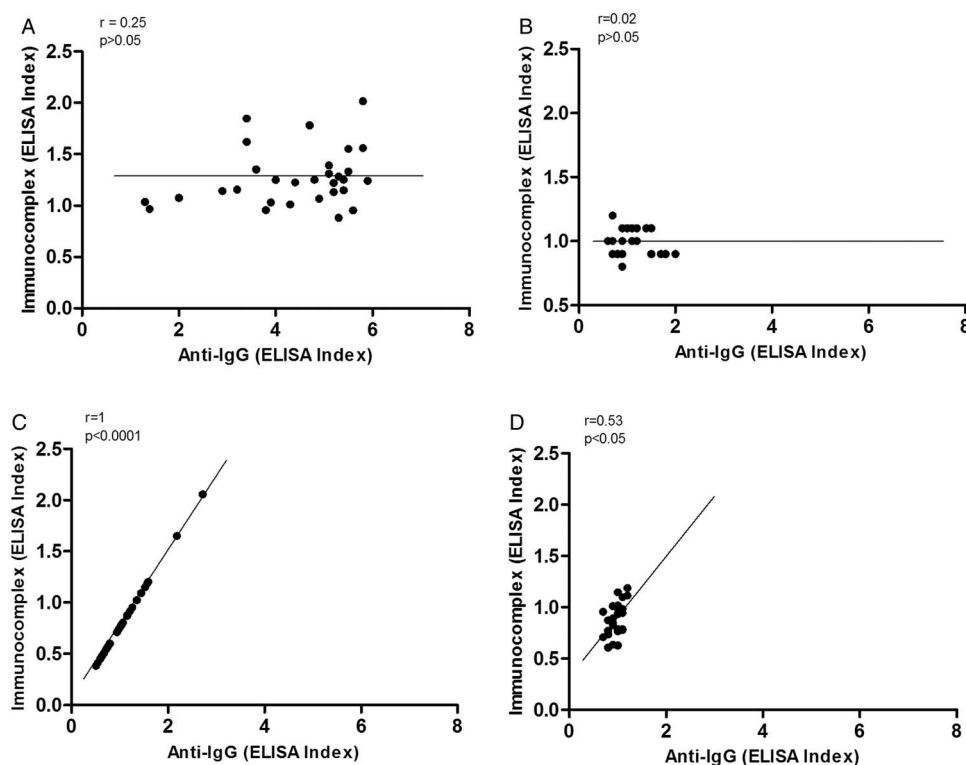 A
r = 0.25
p>0.05
Immunocomplex (ELISA Index)
2.5
2.0
1.5
1.0
0.5
0.0
0 2 4 6 8
Anti-IgG (ELISA Index)
B
r=0.02
p>0.05
Immunocomplex (ELISA Index)
2.5
2.0
1.5
1.0
0.5
0 2 4 6 8
Anti-IgG (ELISA Index)
C
r=1
p<0.0001
Immunocomplex (ELISA Index)
2.5
2.0
1.5
1.0
0.5
0.0
0 2 4 6 8
Anti-IgG (ELISA Index)
D
r=0.53
p<0.05
Immunocomplex (ELISA Index)
2.5
2.0
1.5
1.0
0.5
0.0
0 2 4 6 8
Anti-IgG (ELISA Index)